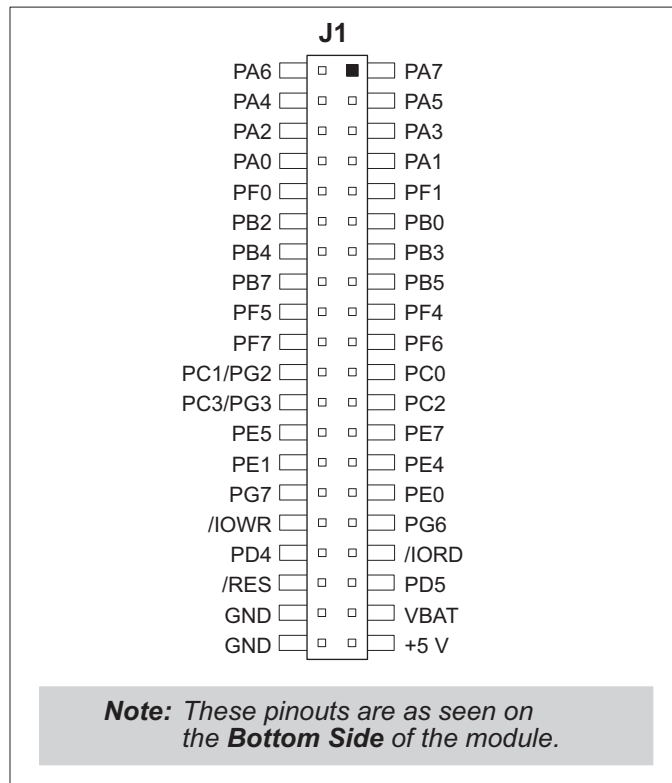 J1
PA6 PA7
PA4 PA5
PA2 PA3
PA0 PA1
PF0 PF1
PB2 PB0
PB4 PB3
PB7 PB5
PF5 PF4
PF7 PF6
PC1/PG2 PC0
PC3/PG3 PC2
PE5 PE7
PE1 PE4
PG7 PE0
/IOWR PG6
PD4 /IORD
/RES PD5
GND VBAT
GND +5 V
Note: These pinouts are as seen on
the Bottom Side of the module.